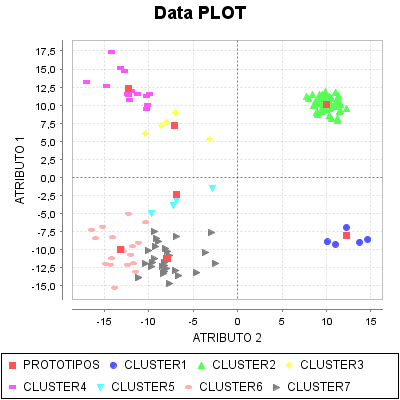 Data PLOT
17,5
15,0
12,5
10,0
7,5
5,0
2,5
0,0
-2,5
-5,0
-7,5
-10,0
-12,5
-15,0
ATRIBUTO 1
-15 -10 -5 0 5 10 15
ATRIBUTO 2
PROTOTIPOS CLUSTER1 CLUSTER2 CLUSTER3
CLUSTER4 CLUSTER5 CLUSTER6 CLUSTER7